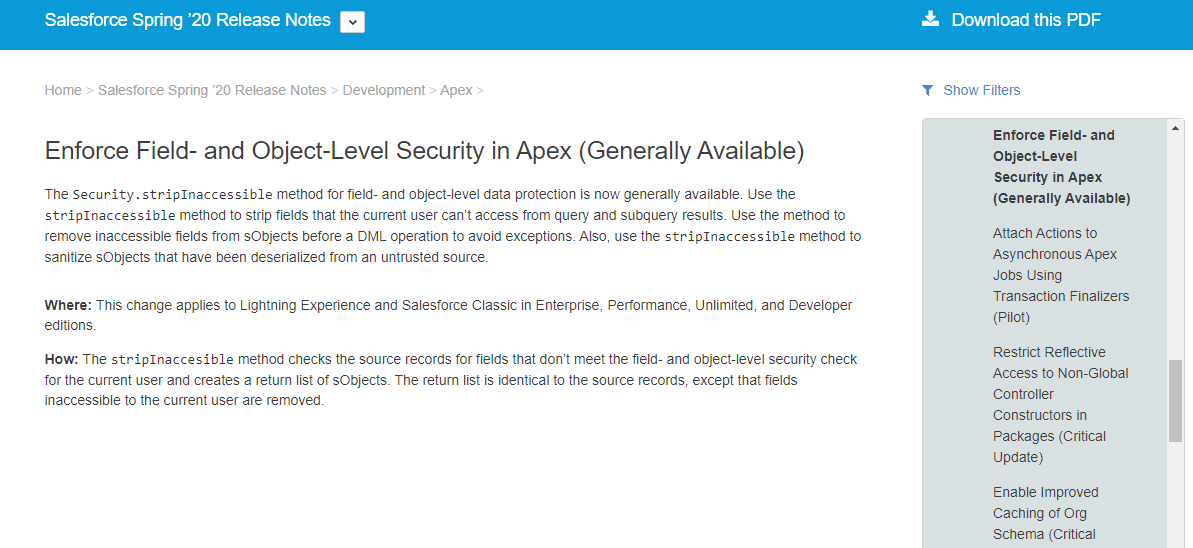 Salesforce Spring ’20 Release Notes
Download this PDF
Home > Salesforce Spring ’20 Release Notes > Development > Apex >
Show Filters
Enforce Field- and Object-Level Security in Apex (Generally Available)
The Security.stripInaccessible method for field- and object-level data protection is now generally available. Use the
stripInaccessible method to strip fields that the current user can’t access from query and subquery results. Use the method to
remove inaccessible fields from sObjects before a DML operation to avoid exceptions. Also, use the stripInaccessible method to
sanitize sObjects that have been deserialized from an untrusted source.
Where: This change applies to Lightning Experience and Salesforce Classic in Enterprise, Performance, Unlimited, and Developer
editions.
How: The stripInaccesible method checks the source records for fields that don’t meet the field- and object-level security check
for the current user and creates a return list of sObjects. The return list is identical to the source records, except that fields
inaccessible to the current user are removed.
Enforce Field- and
Object-Level
Security in Apex
(Generally Available)
Attach Actions to
Asynchronous Apex
Jobs Using
Transaction Finalizers
(Pilot)
Restrict Reflective
Access to Non-Global
Controller
Constructors in
Packages (Critical
Update)
Enable Improved
Caching of Org
Schema (Critical